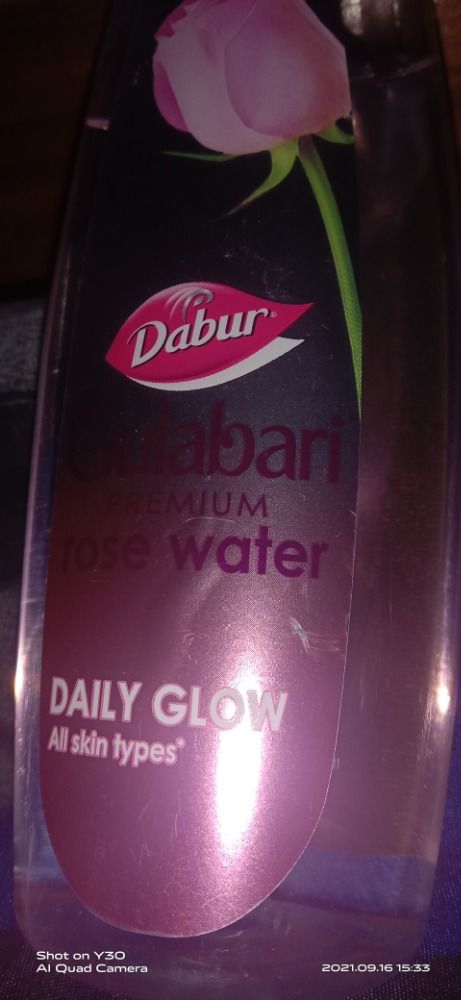 Dabur
Gulabari
PREMIUM
rose water
DAILY GLOW
All skin types*
Shot on Y30
AI Quad Camera
2021.09.16 15:33